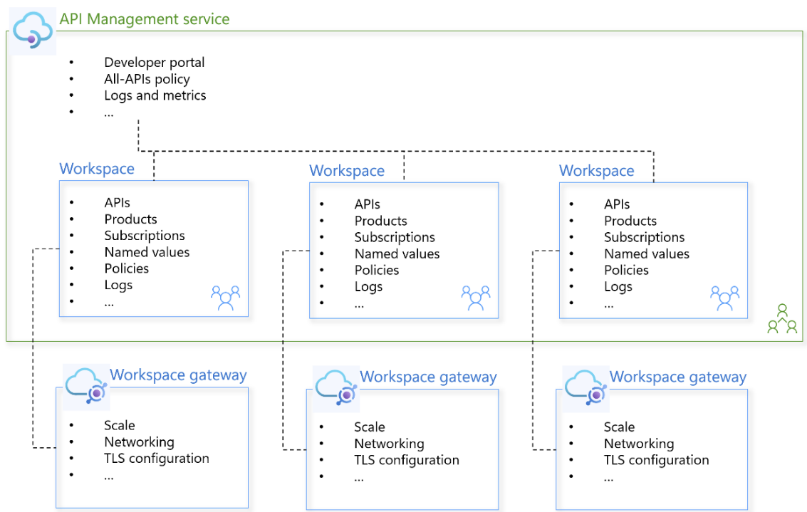 API Management service
• Developer portal
• All-APIs policy
• Logs and metrics
• ...
Workspace
• APIs
• Products
• Subscriptions
• Named values
• Policies
• Logs
• ...
Workspace
• APIs
• Products
• Subscriptions
• Named values
• Policies
• Logs
• ...
Workspace
• APIs
• Products
• Subscriptions
• Named values
• Policies
• Logs
• ...
Workspace gateway
• Scale
• Networking
• TLS configuration
• ...
Workspace gateway
• Scale
• Networking
• TLS configuration
• ...
Workspace gateway
• Scale
• Networking
• TLS configuration
• ...